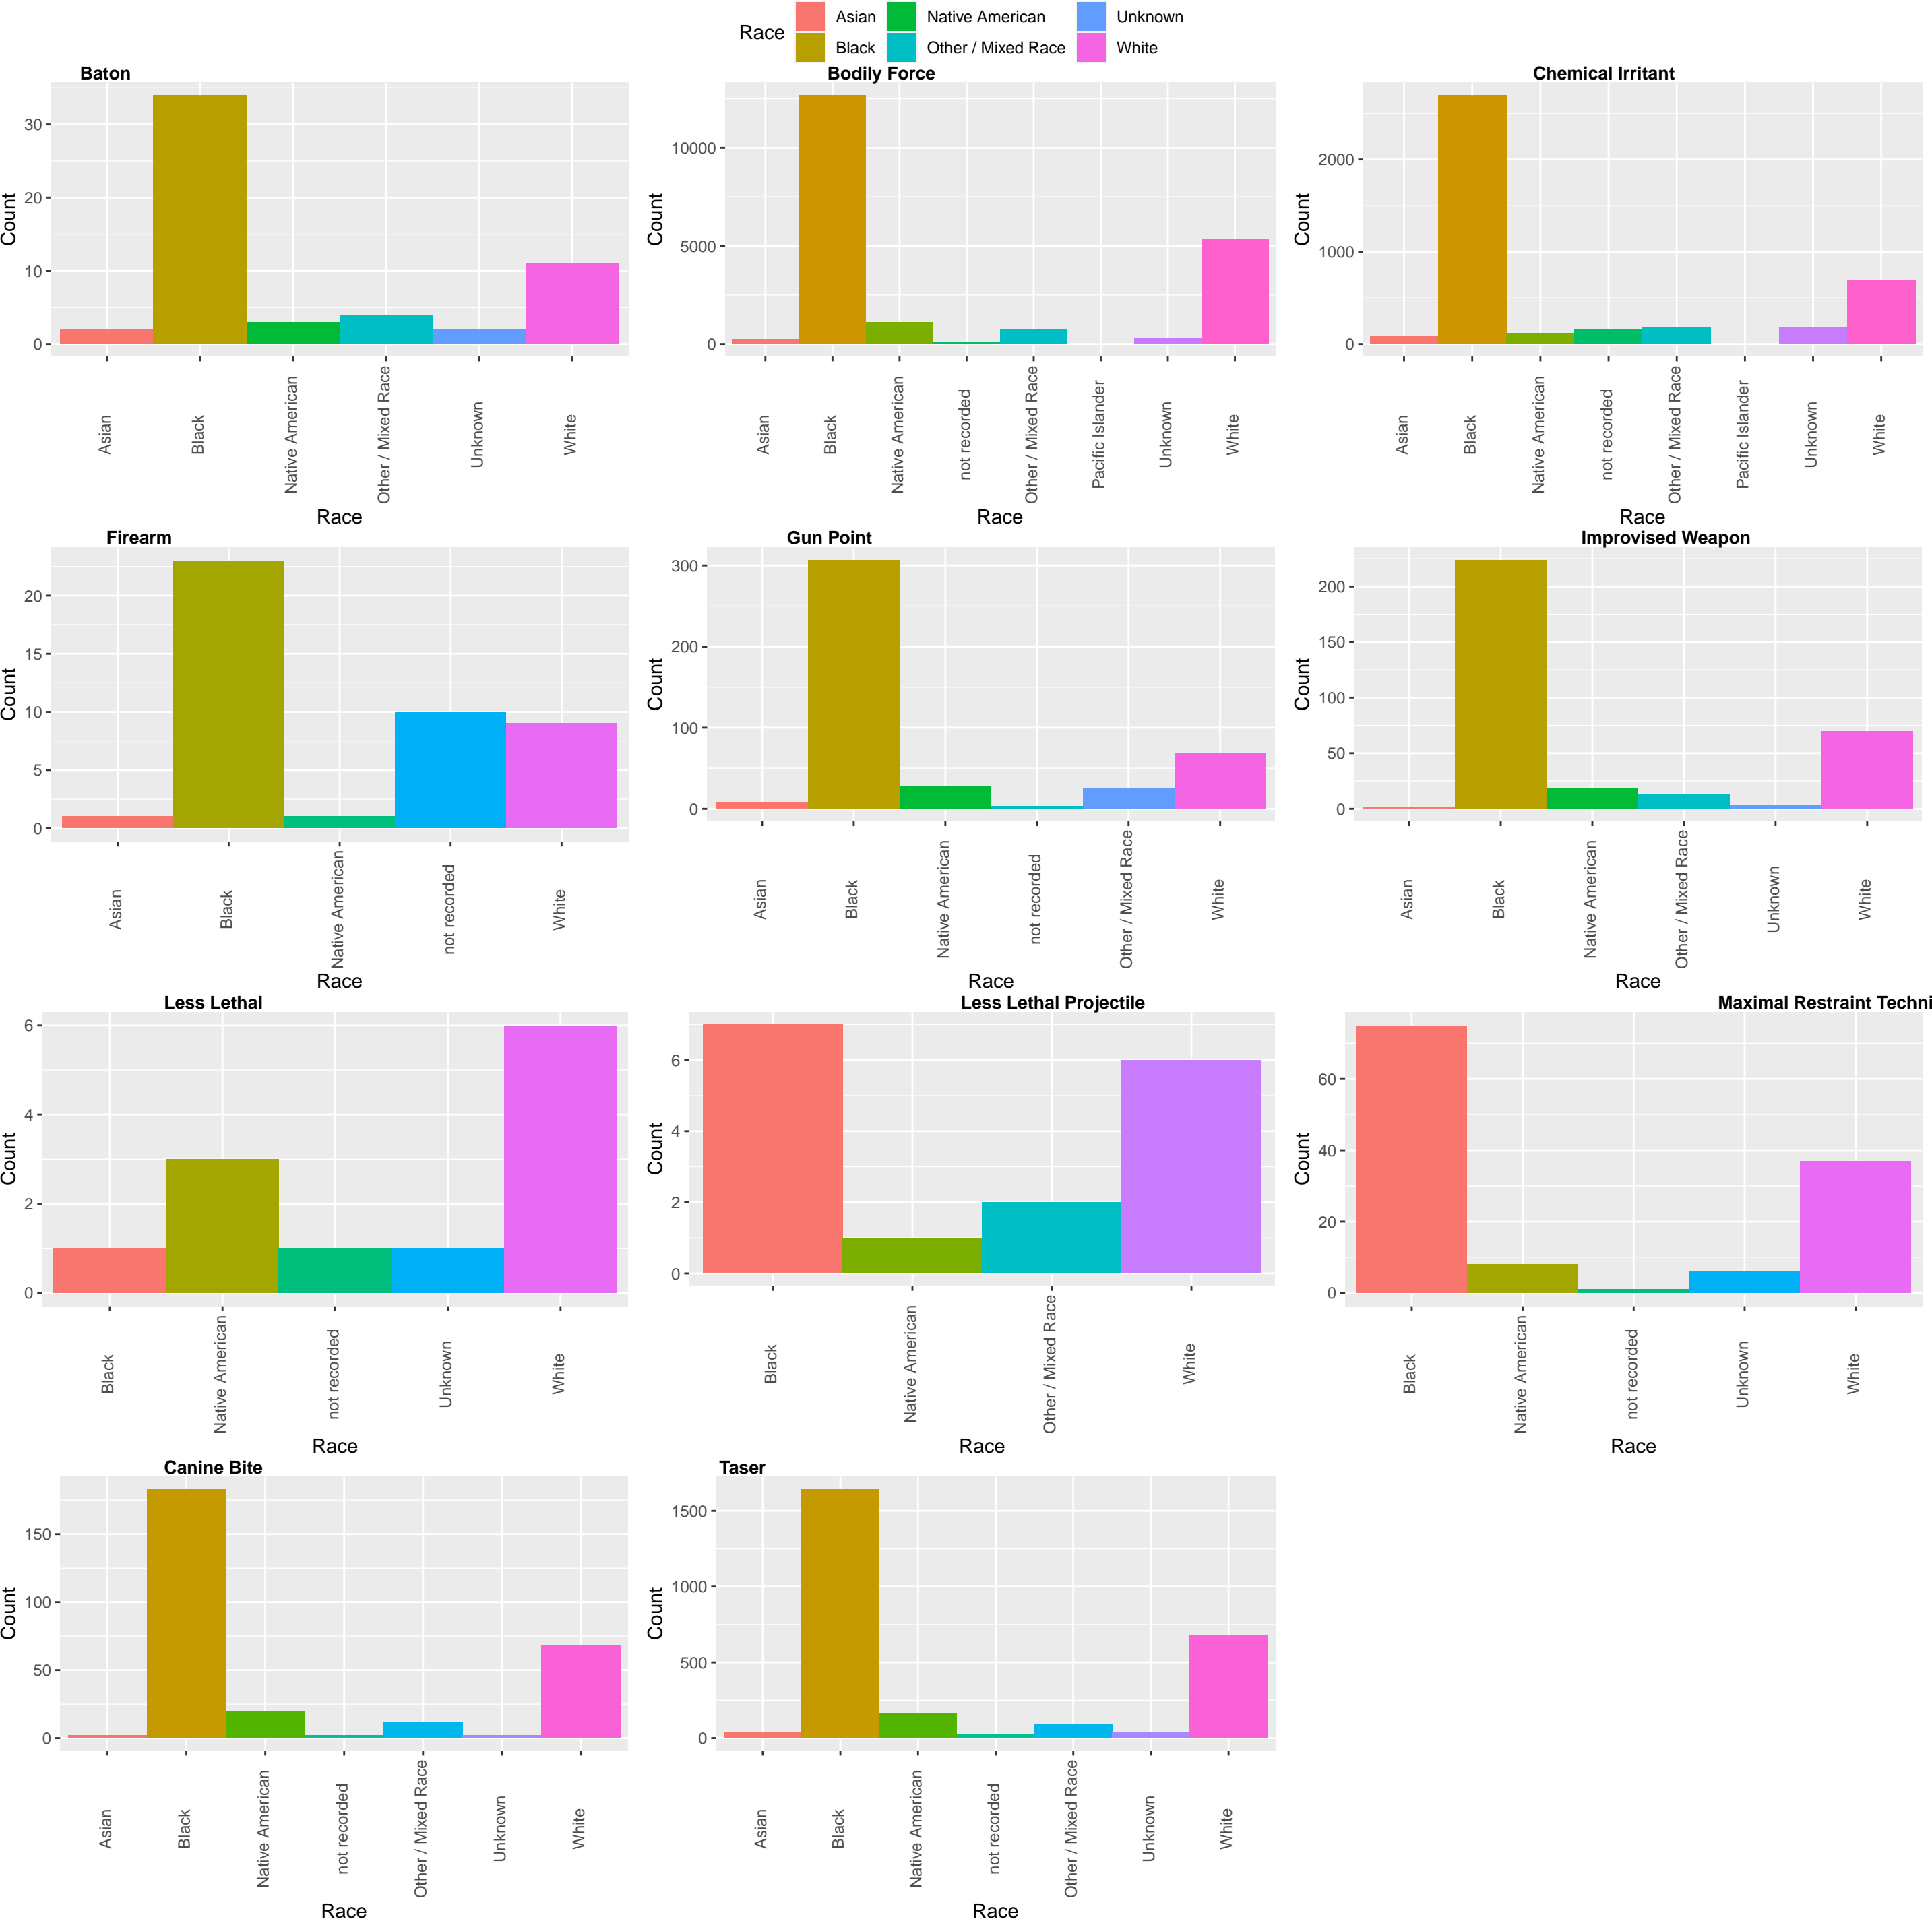 Race
Asian
Native American
Unknown
Black
Other / Mixed Race
White
Baton
Count
30
20
10
0
Asian
Black
Native American
Other / Mixed Race
Unknown
White
Race
Bodily Force
Count
10000
5000
0
Asian
Black
Native American
not recorded
Other / Mixed Race
Pacific Islander
Unknown
White
Race
Chemical Irritant
Count
2000
1000
0
Asian
Black
Native American
not recorded
Other / Mixed Race
Pacific Islander
Unknown
White
Race
Firearm
Count
20
15
10
5
0
Asian
Black
Native American
not recorded
White
Race
Gun Point
Count
300
200
100
0
Asian
Black
Native American
not recorded
Other / Mixed Race
White
Race
Improvised Weapon
Count
200
150
100
50
0
Asian
Black
Native American
Other / Mixed Race
Unknown
White
Race
Less Lethal
Count
6
4
2
0
Black
Native American
not recorded
Unknown
White
Race
Less Lethal Projectile
Count
6
4
2
0
Black
Native American
Other / Mixed Race
White
Race
Maximal Restraint Techni
Count
60
40
20
0
Black
Native American
not recorded
Unknown
White
Race
Canine Bite
Count
150
100
50
0
Asian
Black
Native American
not recorded
Other / Mixed Race
Unknown
White
Race
Taser
Count
1500
1000
500
0
Asian
Black
Native American
not recorded
Other / Mixed Race
Unknown
White
Race